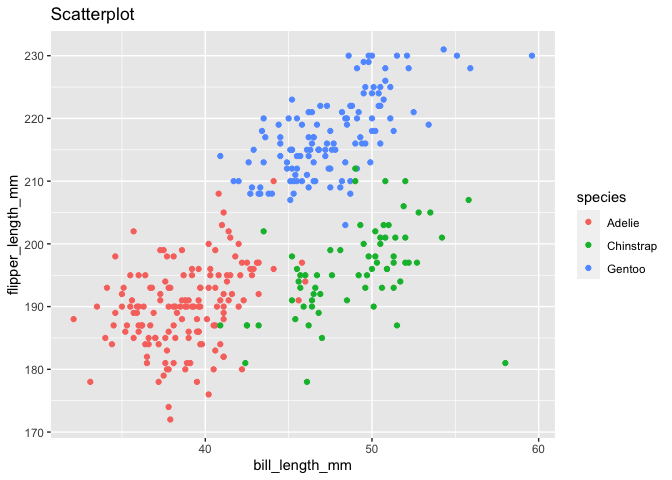 Scatterplot
230
220
210
200
190
180
170
flipper_length_mm
40
50
60
bill_length_mm
species
Adelie
Chinstrap
Gentoo